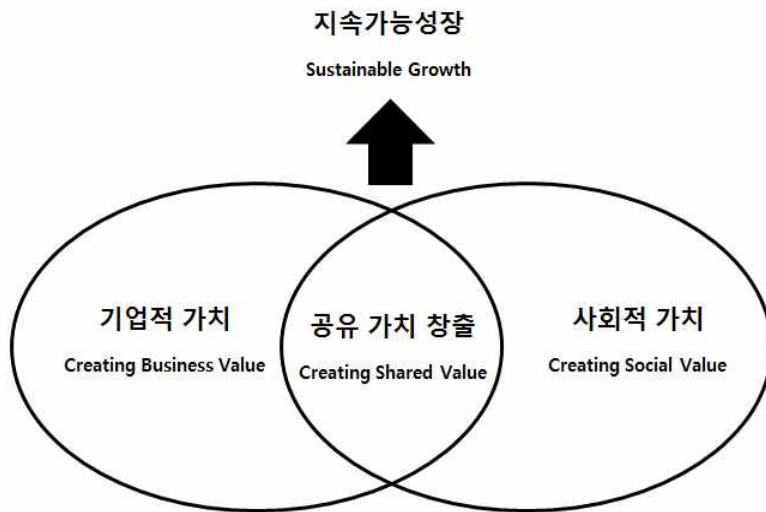 지속가능성장
Sustainable Growth
기업적 가치
Creating Business Value
공유 가치 창출
Creating Shared Value
사회적 가치
Creating Social Value